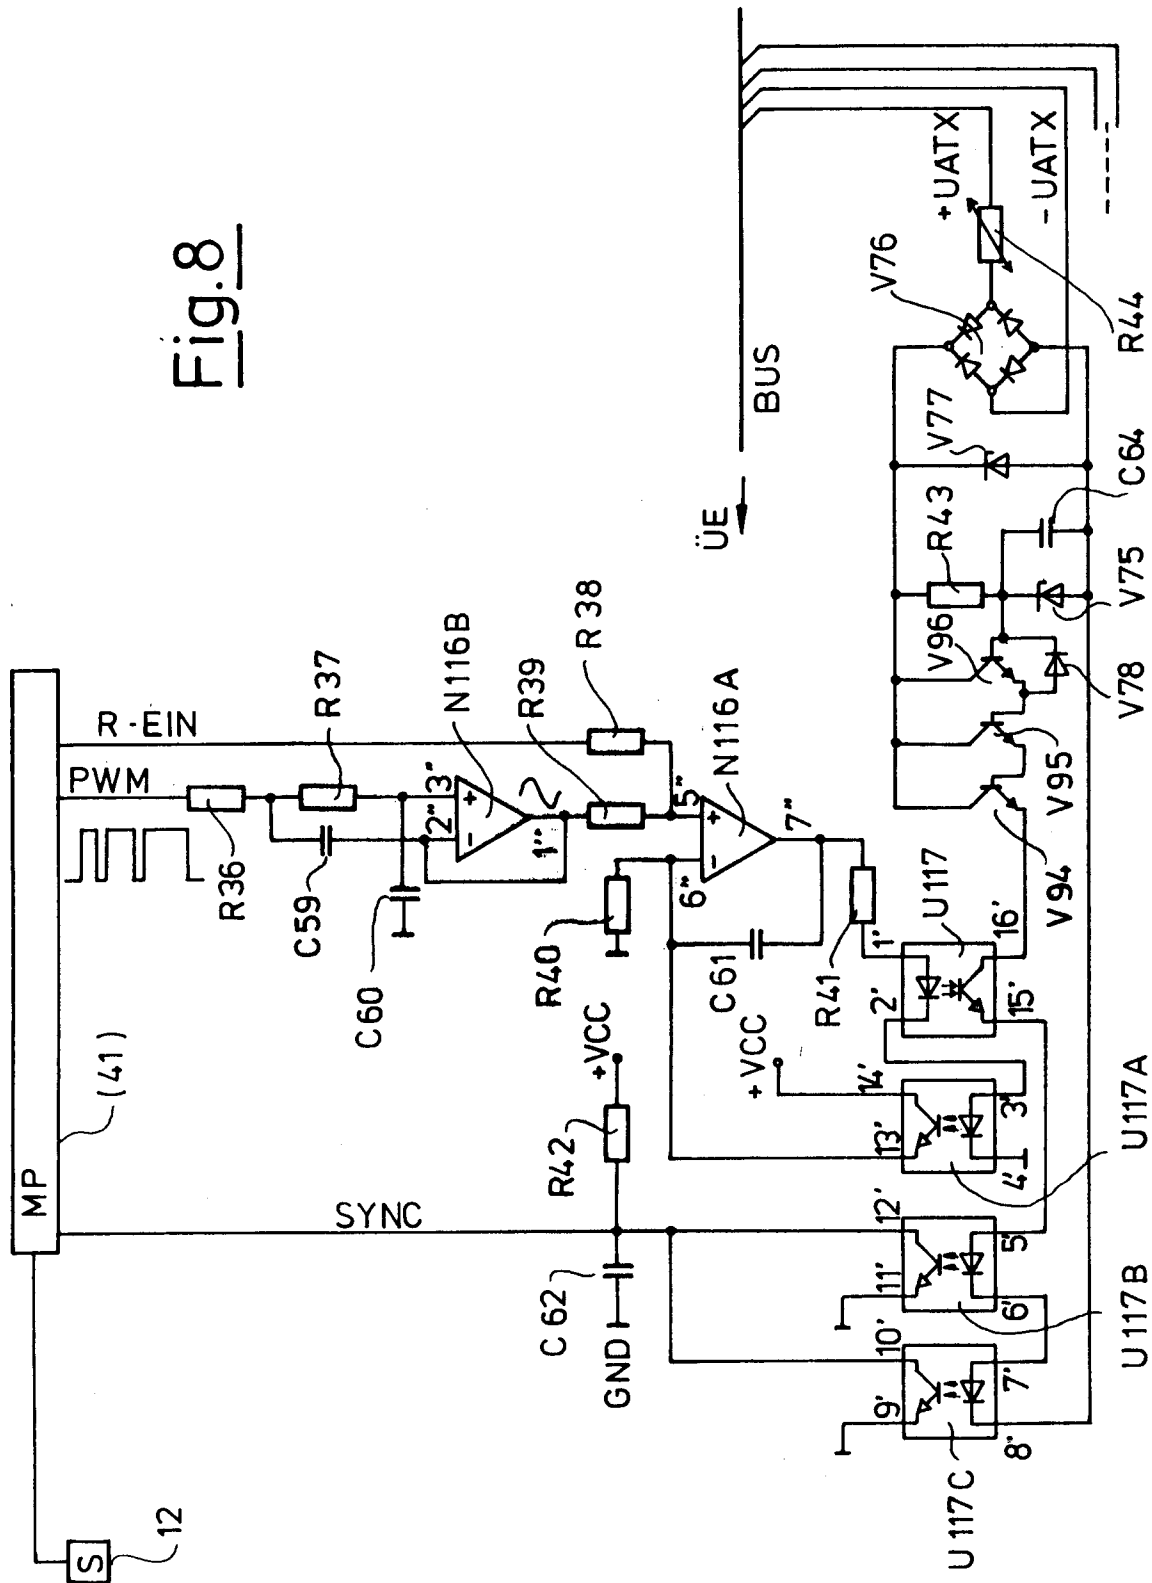 Fig.8
MP
(41)
S
12
SYNC
PWM
R-EIN
R36
R37
C59
C60
N116B
2"
3"
1"
R39
R38
R40
5"
6"
7"
N116A
C61
R41
R42
+VCC
C62
GND
+VCC
ÜE
BUS
U117
1'
2'
15'
16'
14'
13'
3'
4'
U117A
12'
11'
5'
6'
U117B
10'
9'
7'
8'
U117C
V94
V95
V96
V78
R43
V75
C64
V77
V76
R44
+UATX
-UATX